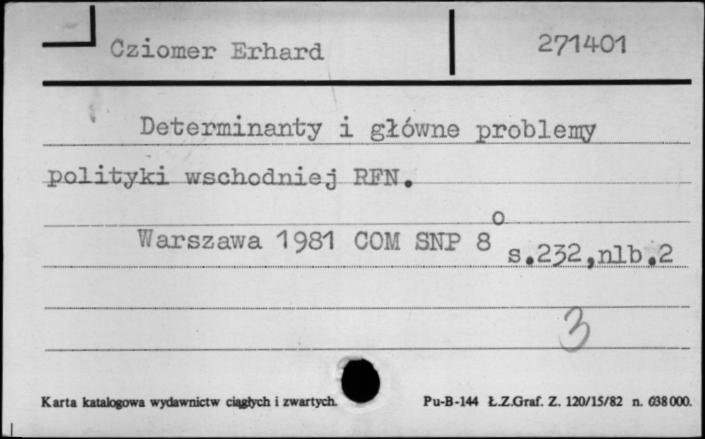 Cziomer Erhard 271401
Determinanty i główne problemy
polityki wschodniej RFN.
Warszawa 1981 COM SNP 8º s.232,nlb.2
3
Karta katalogowa wydawnictw ciągłych i zwartych. Pu-B-144 Ł.Z.Graf. Z. 120/15/82 n. 638000.